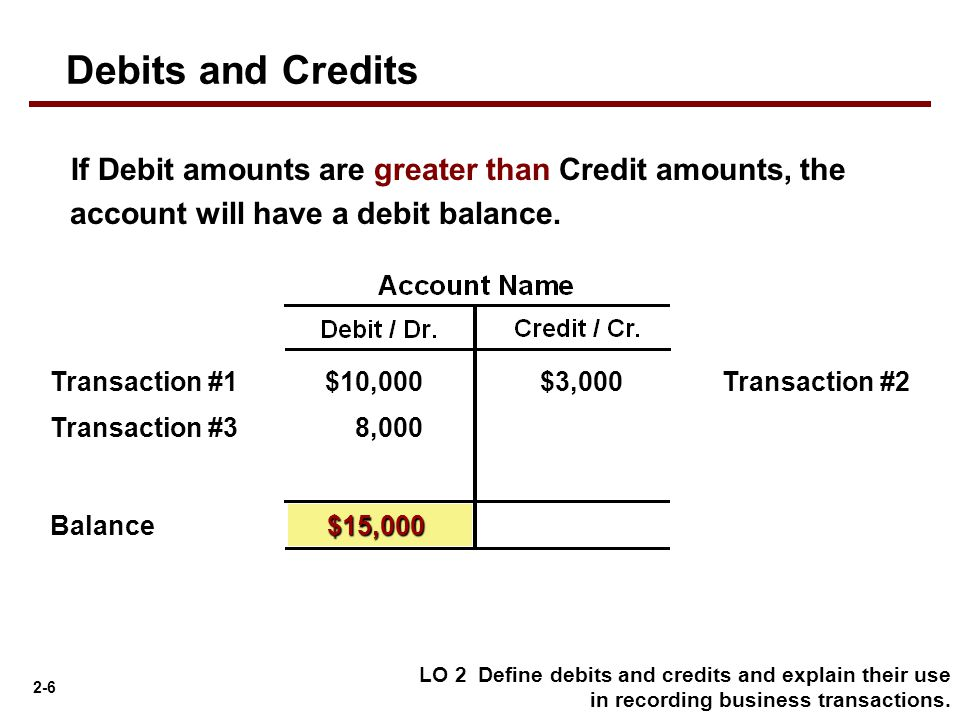 Debits and Credits
If Debit amounts are greater than Credit amounts, the
account will have a debit balance.
Account Name
Debit / Dr. Credit / Cr.
Transaction #1 $10,000 $3,000 Transaction #2
Transaction #3 8,000
Balance $15,000
LO 2 Define debits and credits and explain their use
in recording business transactions.
2-6